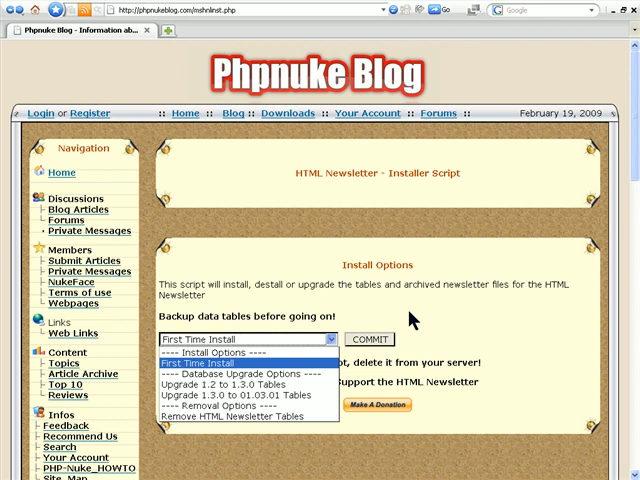 http://phpnukeblog.com/mshnlinst.php
Go
Google
Phpnuke Blog - Information ab...
Phpnuke Blog
Login or Register
:: Home :: Blog :: Downloads :: Your Account :: Forums ::
February 19, 2009
Navigation
Home
Discussions
Blog Articles
Forums
Private Messages
Members
Submit Articles
Private Messages
NukeFace
Terms of use
Webpages
Links
Web Links
Content
Topics
Article Archive
Top 10
Reviews
Infos
Feedback
Recommend Us
Search
Your Account
PHP-Nuke_HOWTO
Site Map
HTML Newsletter - Installer Script
Install Options
This script will install, destall or upgrade the tables and archived newsletter files for the HTML
Newsletter
Backup data tables before going on!
First Time Install
COMMIT
---- Install Options ----
First Time Install
---- Database Upgrade Options ----
Upgrade 1.2 to 1.3.0 Tables
Upgrade 1.3.0 to 01.03.01 Tables
---- Removal Options ----
Remove HTML Newsletter Tables
, delete it from your server!
Support the HTML Newsletter
Make A Donation